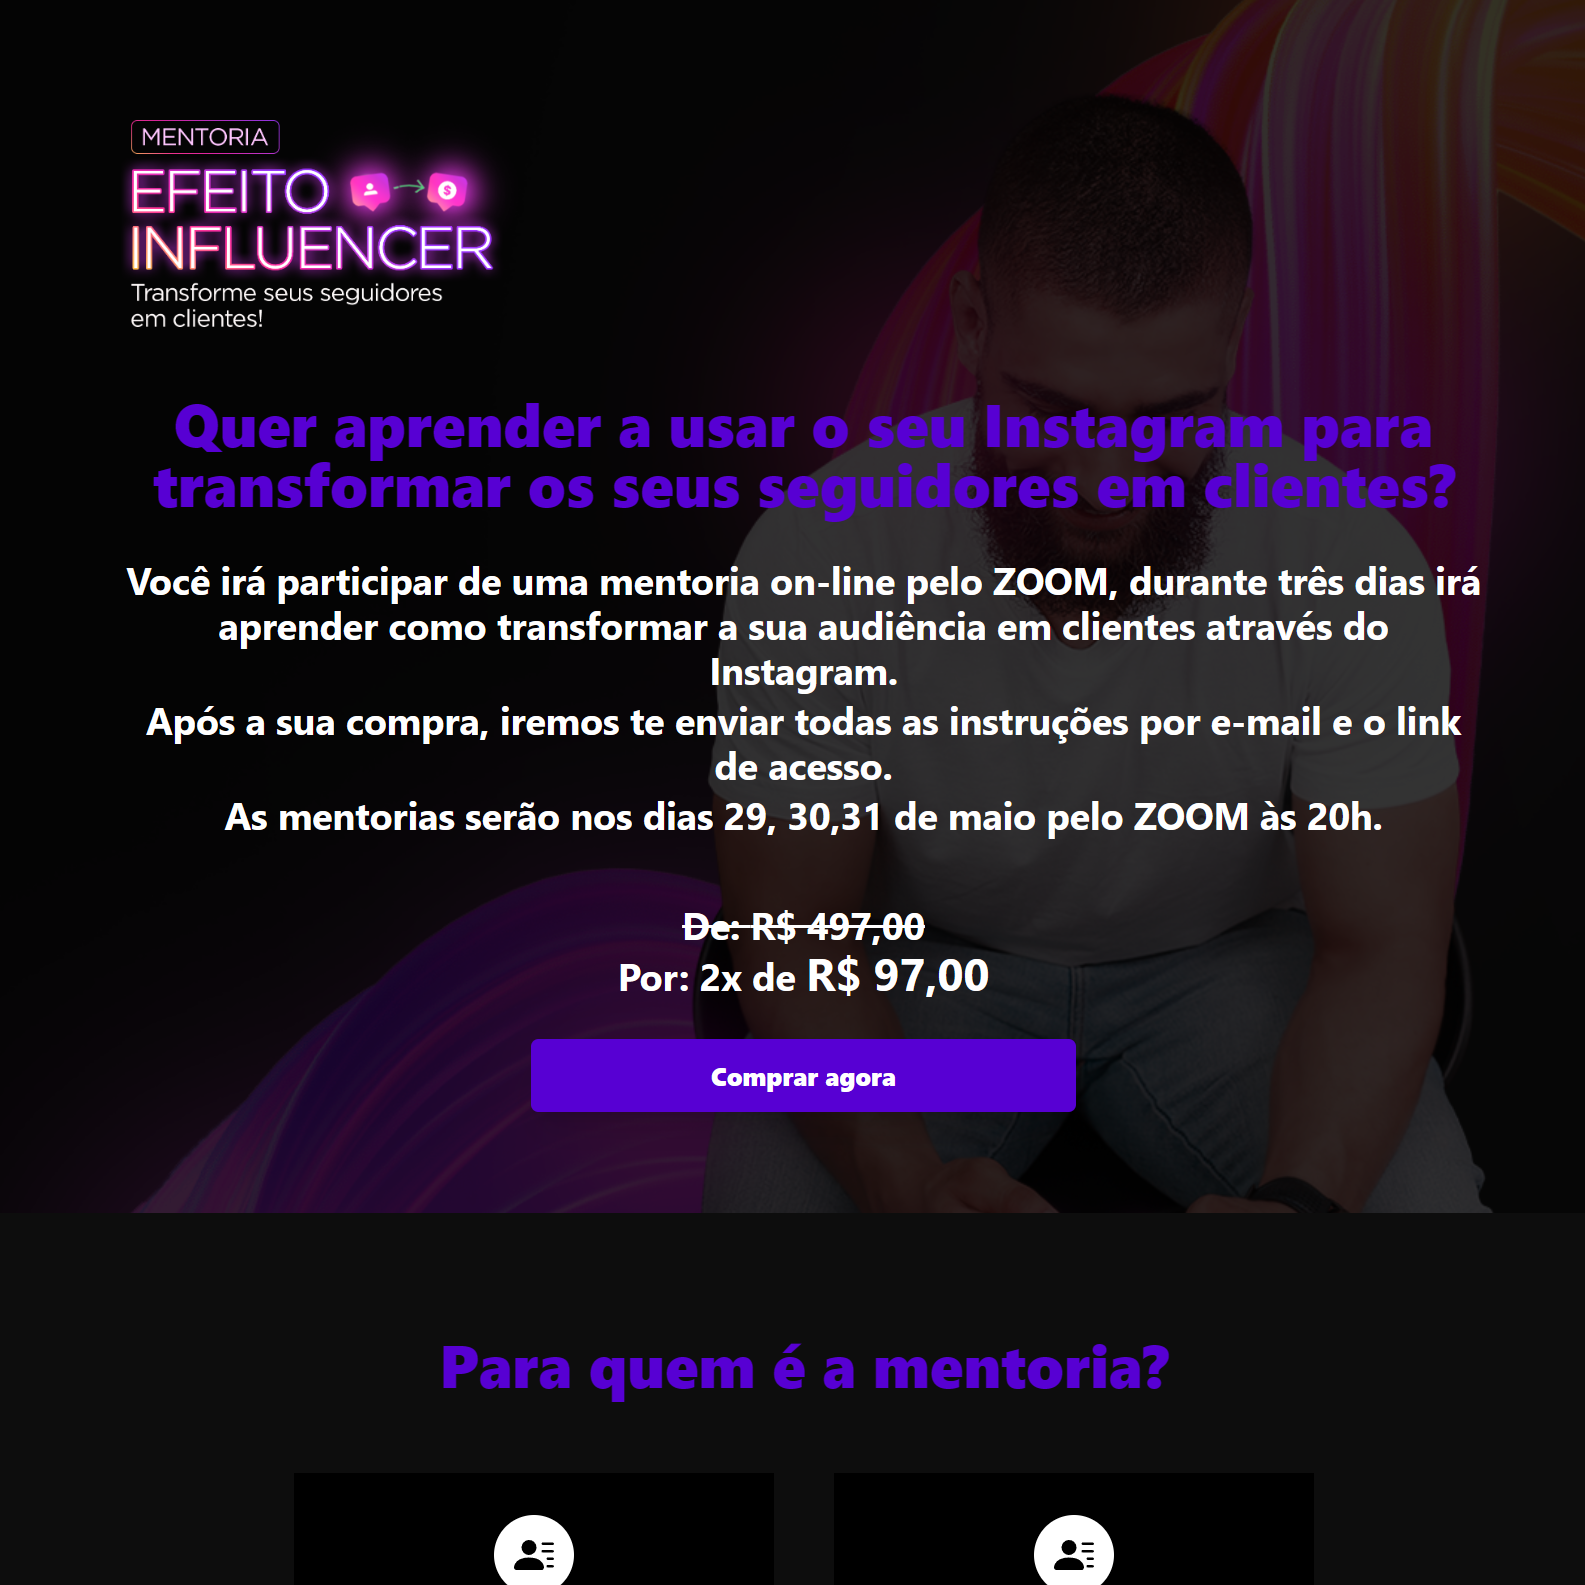 MENTORIA
EFEITO
INFLUENCER
Transforme seus seguidores
em clientes!
Quer aprender a usar o seu Instagram para
transformar os seus seguidores em clientes?
Você irá participar de uma mentoria on-line pelo ZOOM, durante três dias irá
aprender como transformar a sua audiência em clientes através do
Instagram.
Após a sua compra, iremos te enviar todas as instruções por e-mail e o link
de acesso.
As mentorias serão nos dias 29, 30,31 de maio pelo ZOOM às 20h.
De: R$ 497,00
Por: 2x de R$ 97,00
Comprar agora
Para quem é a mentoria?